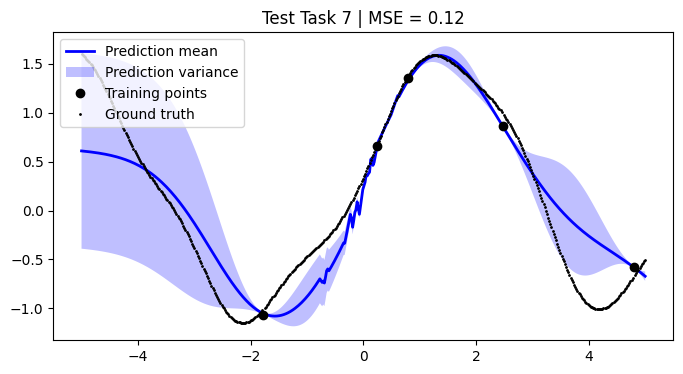 Test Task 7 | MSE = 0.12
Prediction mean
Prediction variance
Training points
Ground truth
1.5
1.0
0.5
0.0
−0.5
−1.0
−4
−2
0
2
4